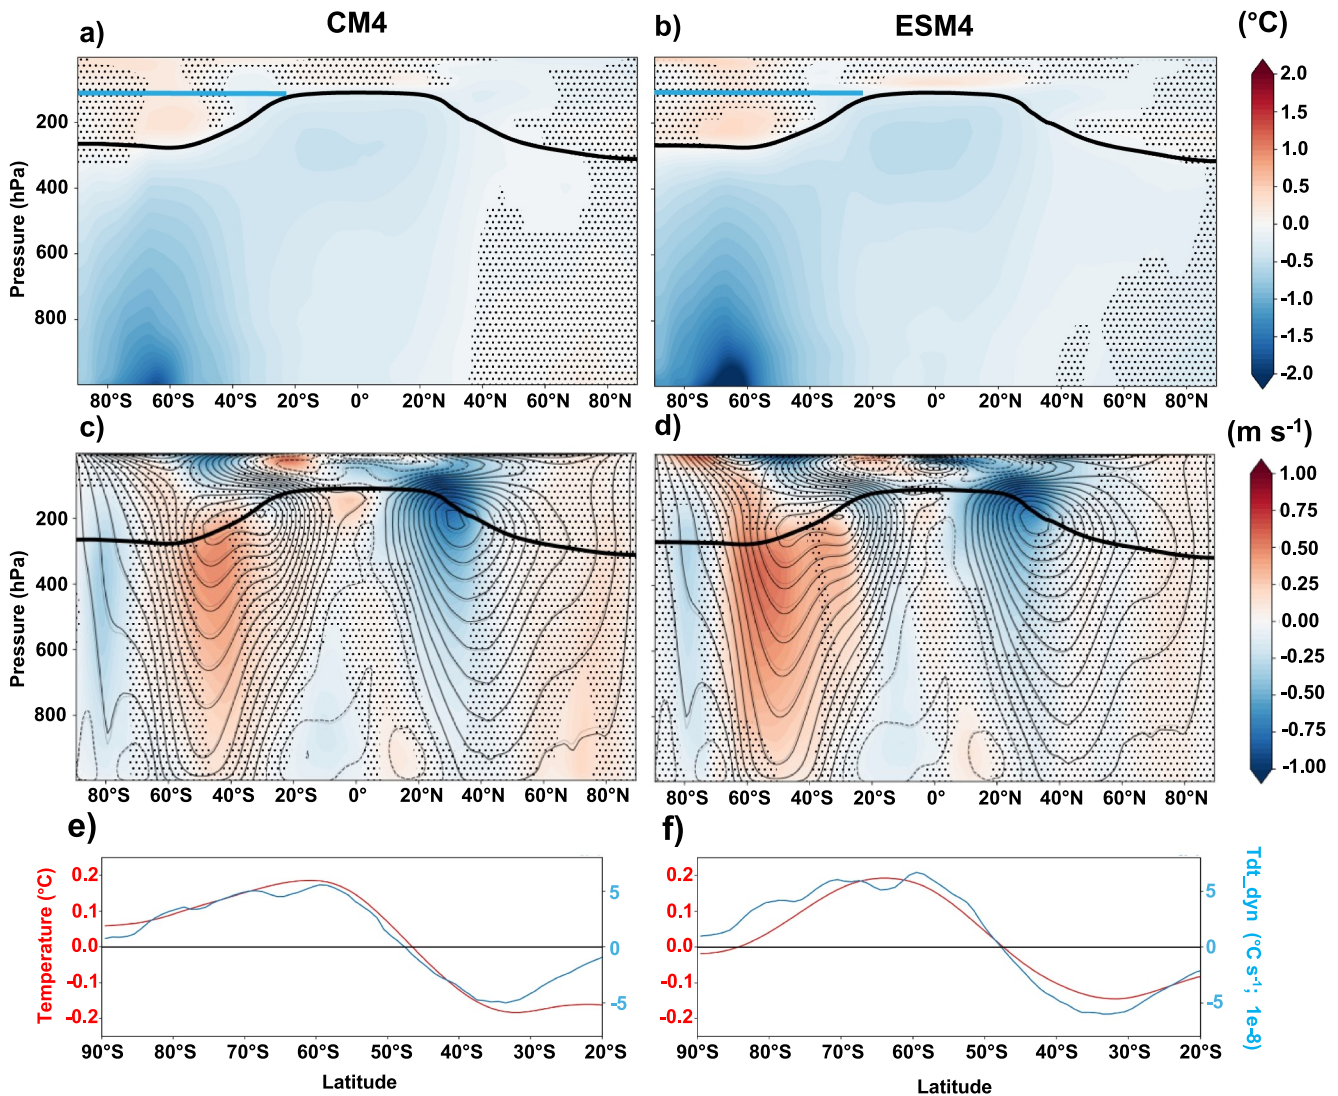 a) CM4 b) ESM4 (°C)
Pressure (hPa)
200
400
600
800
80°S 60°S 40°S 20°S 0° 20°N 40°N 60°N 80°N
80°S 60°S 40°S 20°S 0° 20°N 40°N 60°N 80°N
2.0
1.5
1.0
0.5
0.0
-0.5
-1.0
-1.5
-2.0
c) d) (m s-1)
Pressure (hPa)
200
400
600
800
80°S 60°S 40°S 20°S 0° 20°N 40°N 60°N 80°N
80°S 60°S 40°S 20°S 0° 20°N 40°N 60°N 80°N
1.00
0.75
0.50
0.25
0.00
-0.25
-0.50
-0.75
-1.00
e) f)
Temperature (°C)
0.2
0.1
0.0
-0.1
-0.2
5
0
-5
90°S 80°S 70°S 60°S 50°S 40°S 30°S 20°S
Latitude
0.2
0.1
0.0
-0.1
-0.2
5
0
-5
Tdt_dyn (°C s-1; 1e-8)
90°S 80°S 70°S 60°S 50°S 40°S 30°S 20°S
Latitude